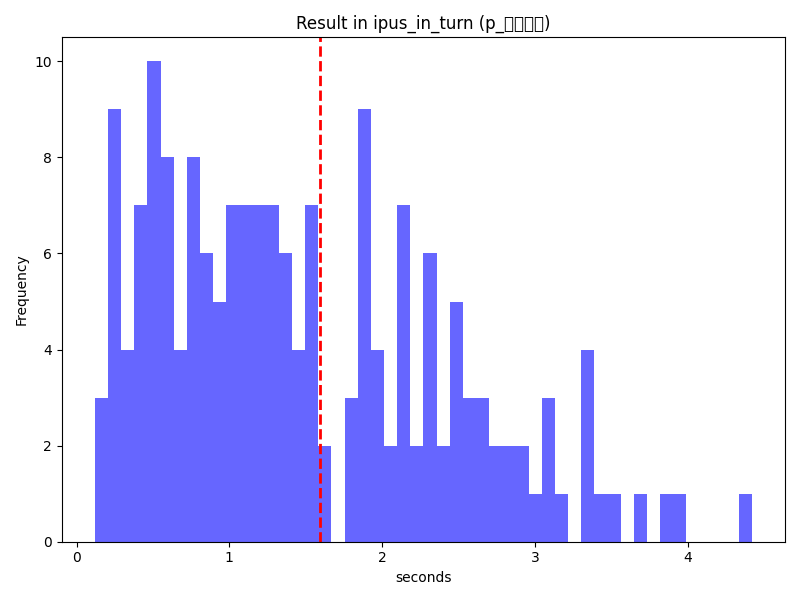 Result in ipus_in_turn (p_)
Frequency
10
8
6
4
2
0
0 1 2 3 4
seconds